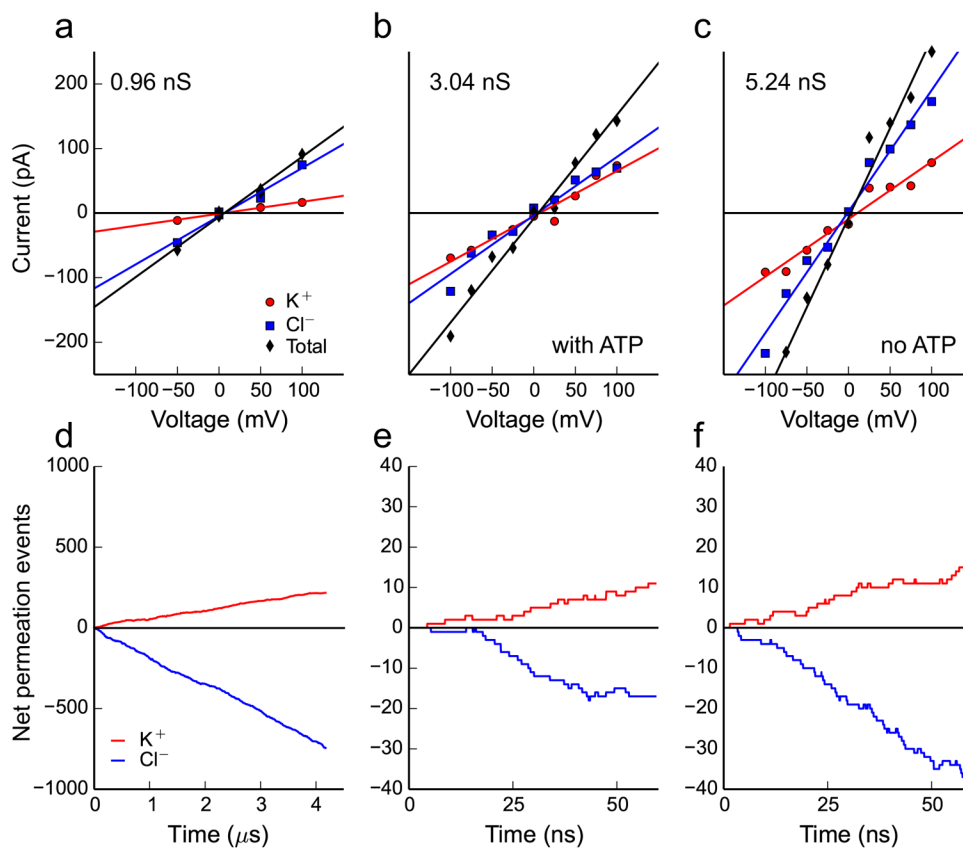 a
b
c
0.96 nS
3.04 nS
5.24 nS
200
100
0
−100
−200
Current (pA)
K+
Cl−
Total
with ATP
no ATP
−100 −50 0 50 100
−100 −50 0 50 100
−100 −50 0 50 100
Voltage (mV)
Voltage (mV)
Voltage (mV)
d
e
f
1000
500
0
−500
−1000
Net permeation events
K+
Cl−
0 1 2 3 4
Time (μs)
40
30
20
10
0
−10
−20
−30
−40
0 25 50
Time (ns)
40
30
20
10
0
−10
−20
−30
−40
0 25 50
Time (ns)